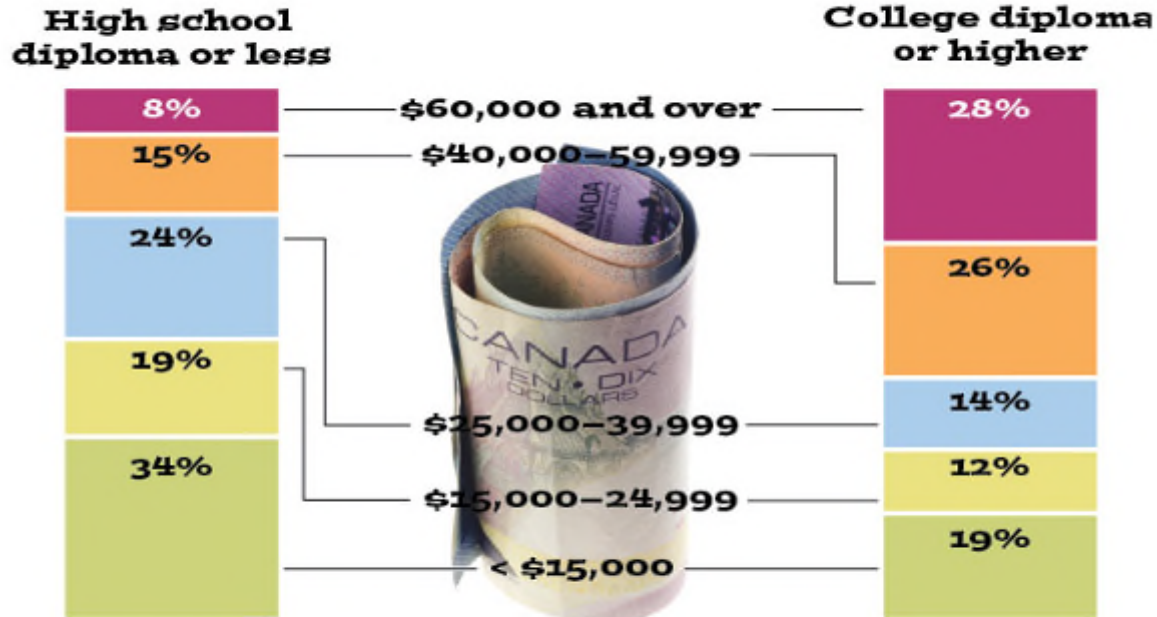 High school
diploma or less
College diploma
or higher
8%
$60,000 and over
28%
15%
$40,000–59,999
26%
24%
$25,000–39,999
14%
19%
$15,000–24,999
12%
34%
< $15,000
19%
CANADA
CANADA
TEN • DIX
DOLLARS